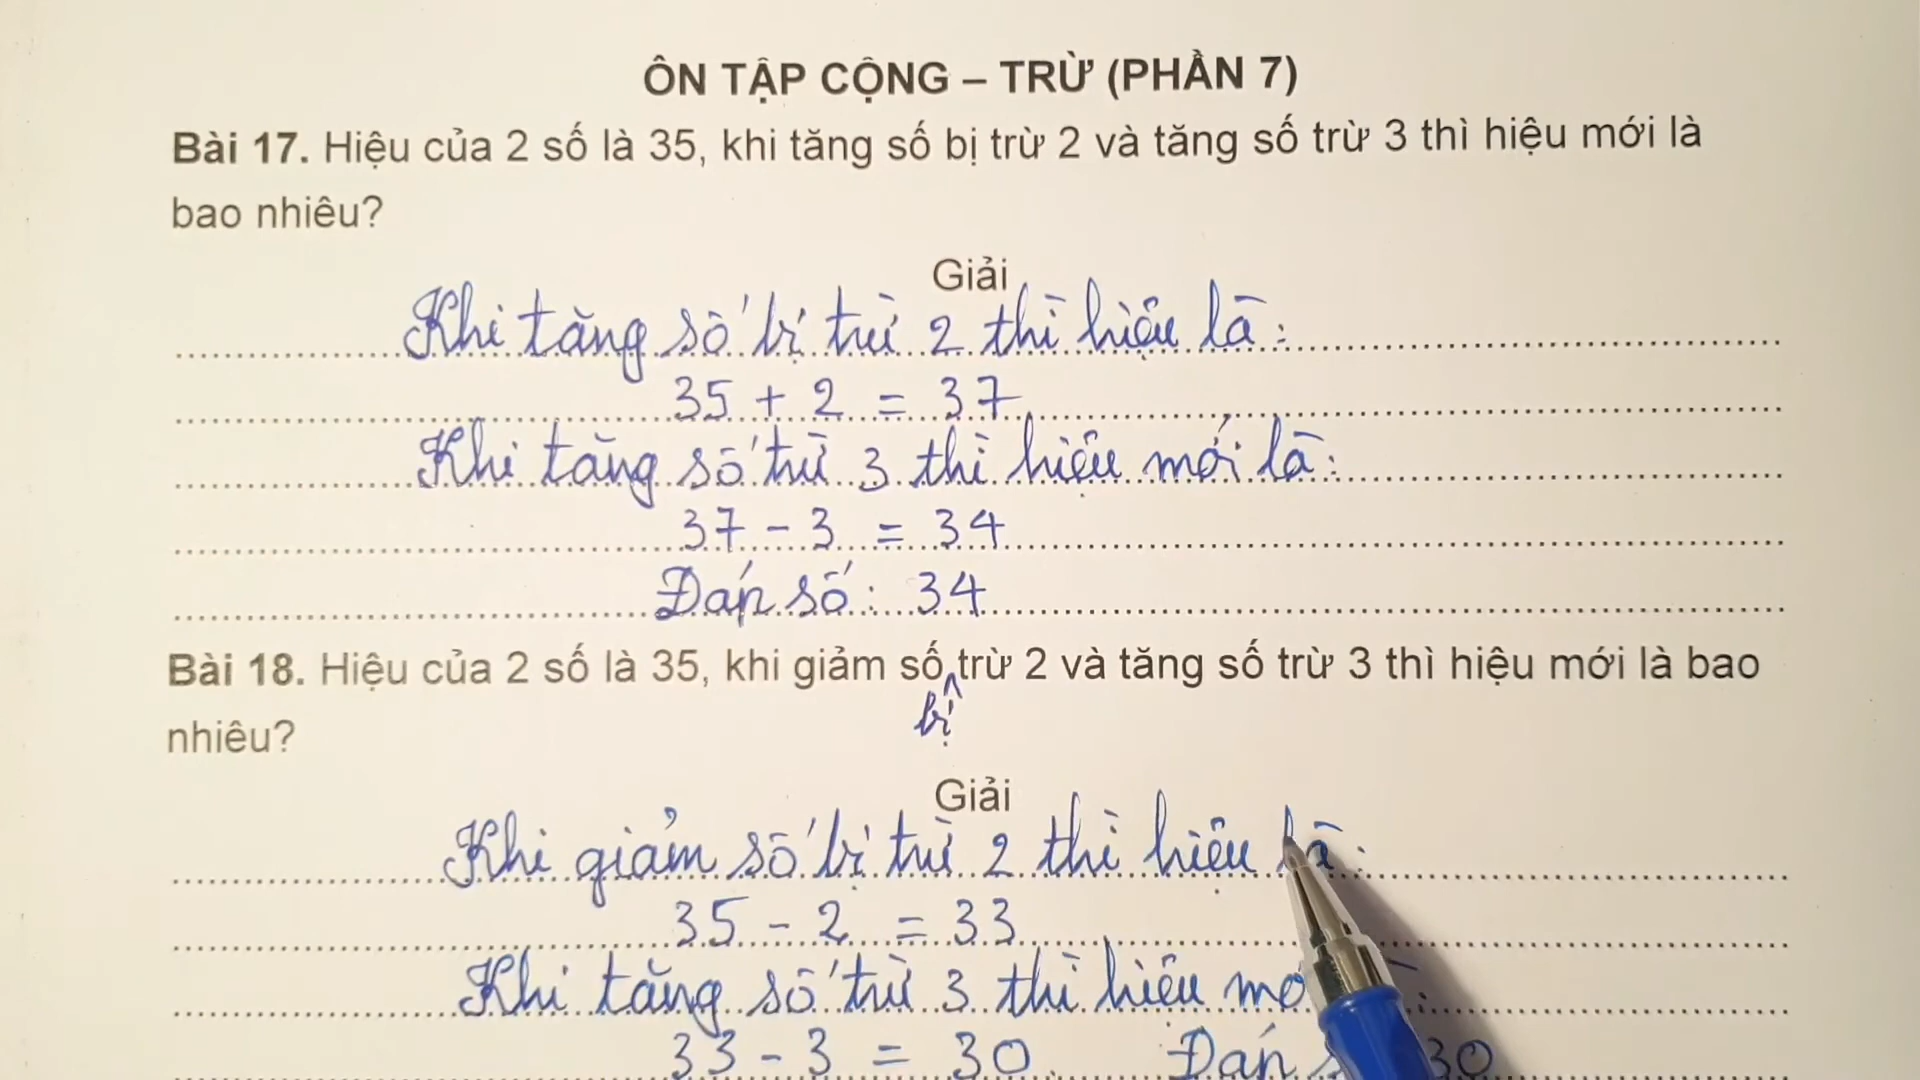 ÔN TẬP CỘNG – TRỪ (PHẦN 7)
Bài 17. Hiệu của 2 số là 35, khi tăng số bị trừ 2 và tăng số trừ 3 thì hiệu mới là
bao nhiêu?
Giải
Khi tăng số bị trừ 2 thì hiệu là:
35 + 2 = 37
Khi tăng số trừ 3 thì hiệu mới là:
37 - 3 = 34
Đáp số: 34
Bài 18. Hiệu của 2 số là 35, khi giảm số trừ 2 và tăng số trừ 3 thì hiệu mới là bao
bị
nhiêu?
Giải
Khi giảm số bị trừ 2 thì hiệu là:
35 - 2 = 33
Khi tăng số trừ 3 thì hiệu
33 - 3 = 30 Đáp 30